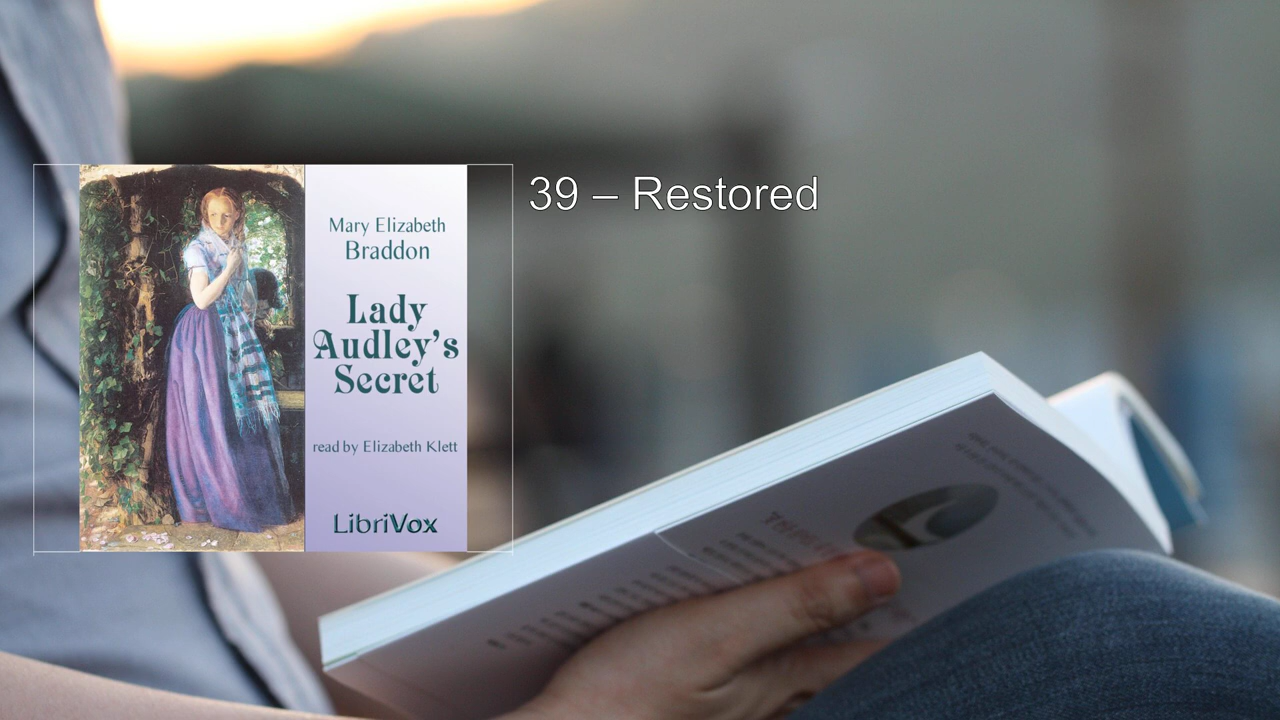 39 – Restored
Mary Elizabeth
Braddon
Lady
Audley's
Secret
read by Elizabeth Klett
LibriVox